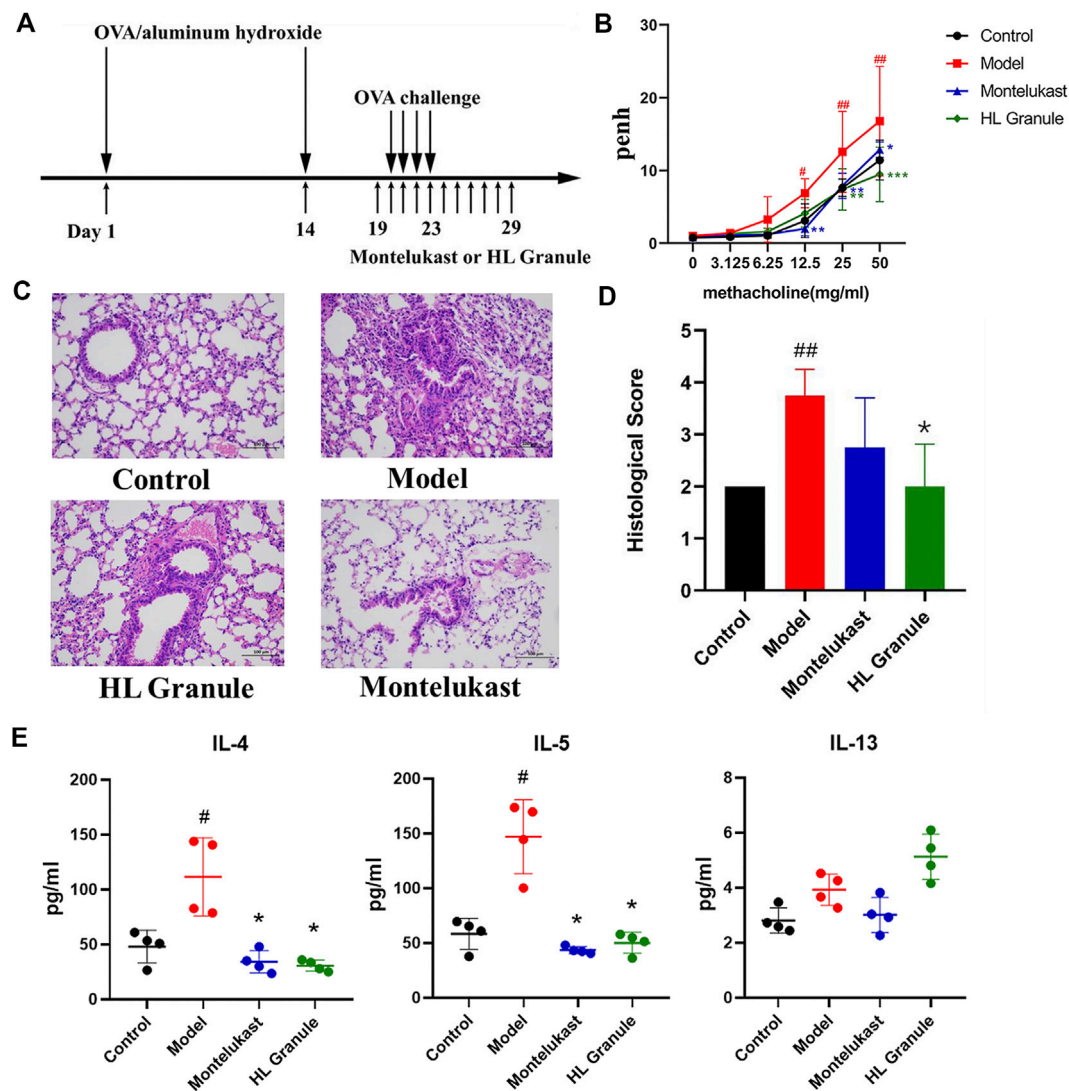 A
OVA/aluminum hydroxide
OVA challenge
Day 1
14
19
23
29
Montelukast or HL Granule
B
Control
Model
Montelukast
HL Granule
penh
30
20
10
0
#
##
##
**
**
**
*
***
0 3.125 6.25 12.5 25 50
methacholine(mg/ml)
C
Control
Model
100 µm
HL Granule
100 µm
Montelukast
D
Histological Score
5
4
3
2
1
0
##
*
Control
Model
Montelukast
HL Granule
E
IL-4
pg/ml
200
150
100
50
0
#
*
*
Control
Model
Montelukast
HL Granule
IL-5
pg/ml
200
150
100
50
0
#
*
*
Control
Model
Montelukast
HL Granule
IL-13
pg/ml
8
6
4
2
0
Control
Model
Montelukast
HL Granule